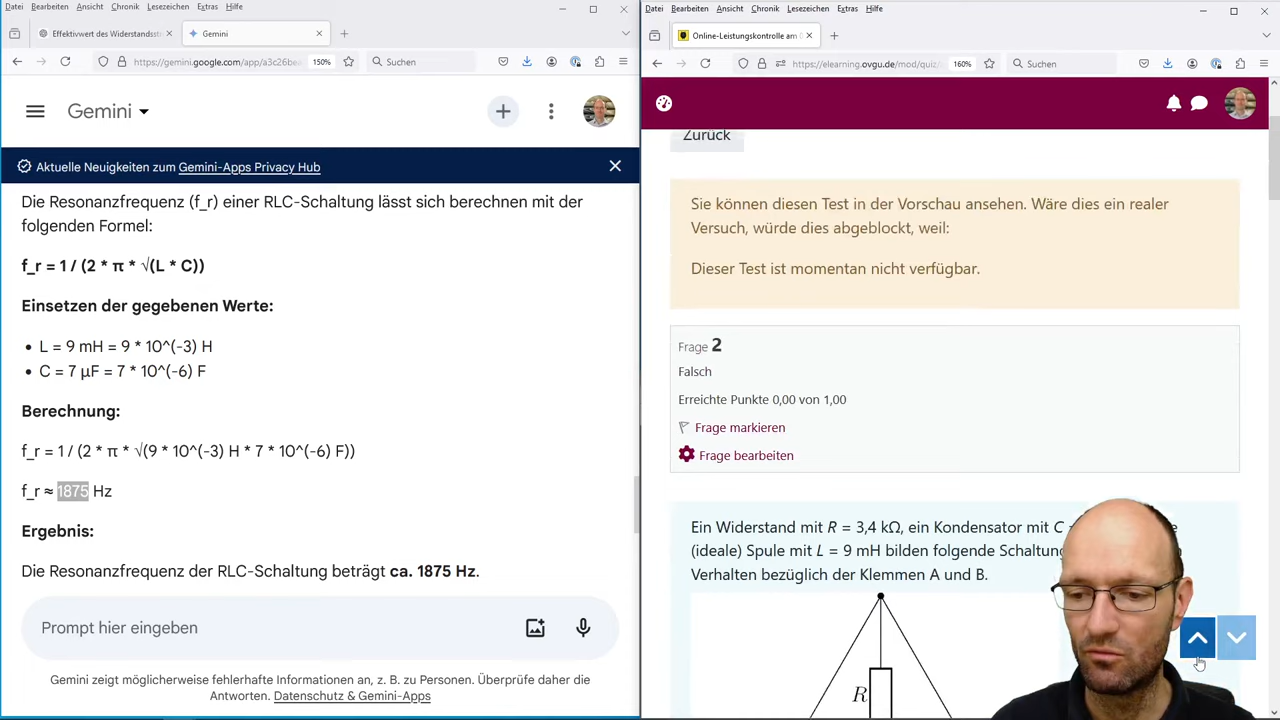 Datei Bearbeiten Ansicht Chronik Lesezeichen Extras Hilfe
Effektivwert des Widerstandsst
Gemini
https://gemini.google.com/app/a3c26be
150%
Suchen
Gemini
Aktuelle Neuigkeiten zum Gemini-Apps Privacy Hub
Die Resonanzfrequenz (f_r) einer RLC-Schaltung lässt sich berechnen mit der
folgenden Formel:
f_r = 1 / (2 * π * √(L * C))
Einsetzen der gegebenen Werte:
• L = 9 mH = 9 * 10^(-3) H
• C = 7 µF = 7 * 10^(-6) F
Berechnung:
f_r = 1 / (2 * π * √(9 * 10^(-3) H * 7 * 10^(-6) F))
f_r ≈ 1875 Hz
Ergebnis:
Die Resonanzfrequenz der RLC-Schaltung beträgt ca. 1875 Hz.
Prompt hier eingeben
Gemini zeigt möglicherweise fehlerhafte Informationen an, z. B. zu Personen. Überprüfe daher die
Antworten. Datenschutz & Gemini-Apps
Datei Bearbeiten Ansicht Chronik Lesezeichen Extras Hilfe
Online-Leistungskontrolle am
https://elearning.ovgu.de/mod/quiz/
160%
Suchen
Zurück
Sie können diesen Test in der Vorschau ansehen. Wäre dies ein realer
Versuch, würde dies abgeblockt, weil:
Dieser Test ist momentan nicht verfügbar.
Frage 2
Falsch
Erreichte Punkte 0,00 von 1,00
Frage markieren
Frage bearbeiten
Ein Widerstand mit R = 3,4 kΩ, ein Kondensator mit C
(ideale) Spule mit L = 9 mH bilden folgende Schaltung
Verhalten bezüglich der Klemmen A und B.
R